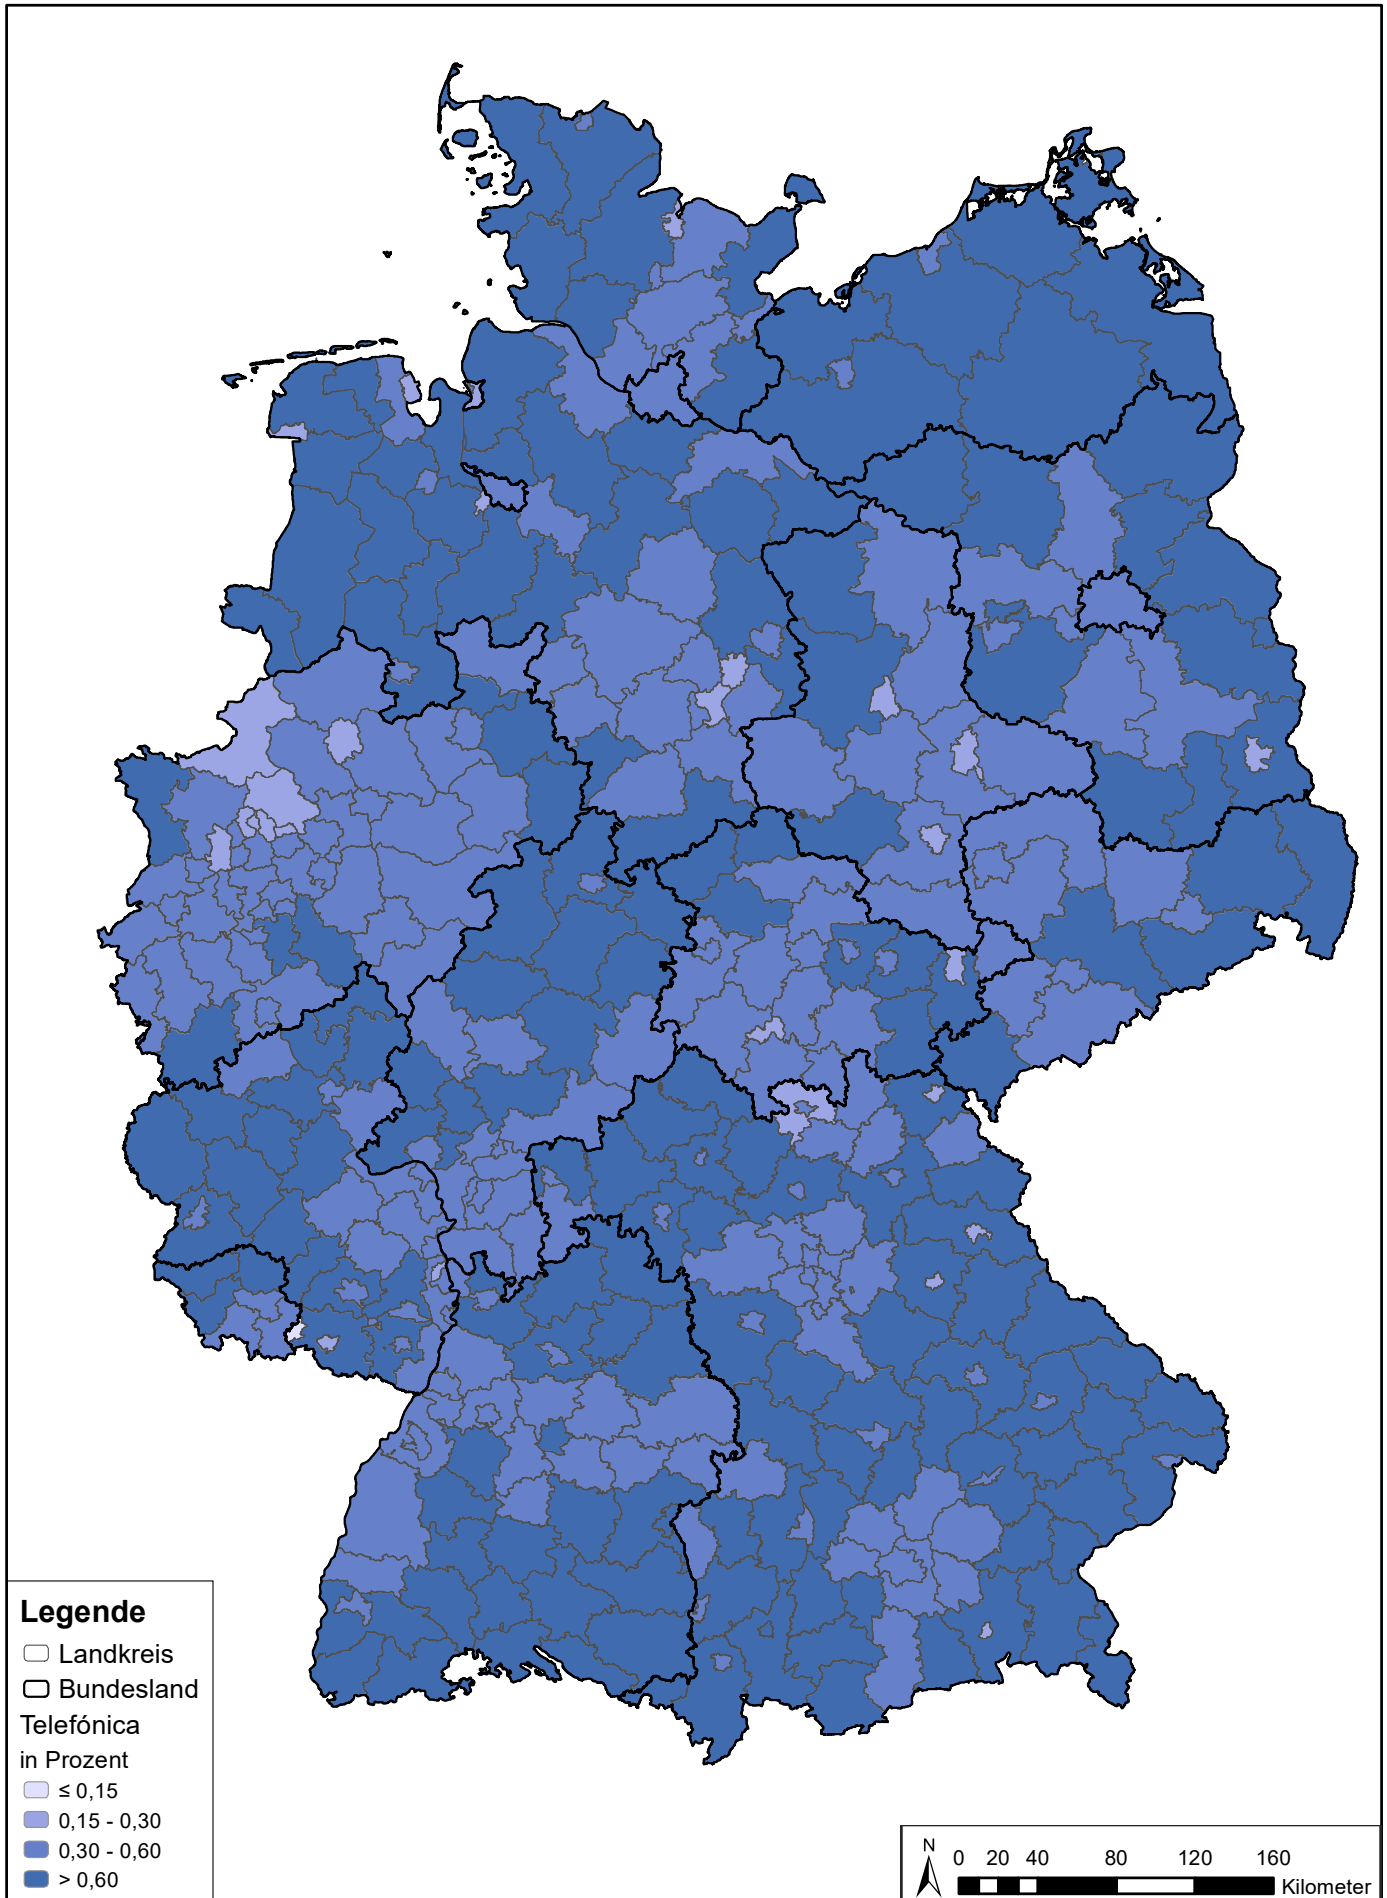 Legende
Landkreis
Bundesland
Telefónica
in Prozent
≤ 0,15
0,15 - 0,30
0,30 - 0,60
> 0,60
N
0 20 40 80 120 160
Kilometer